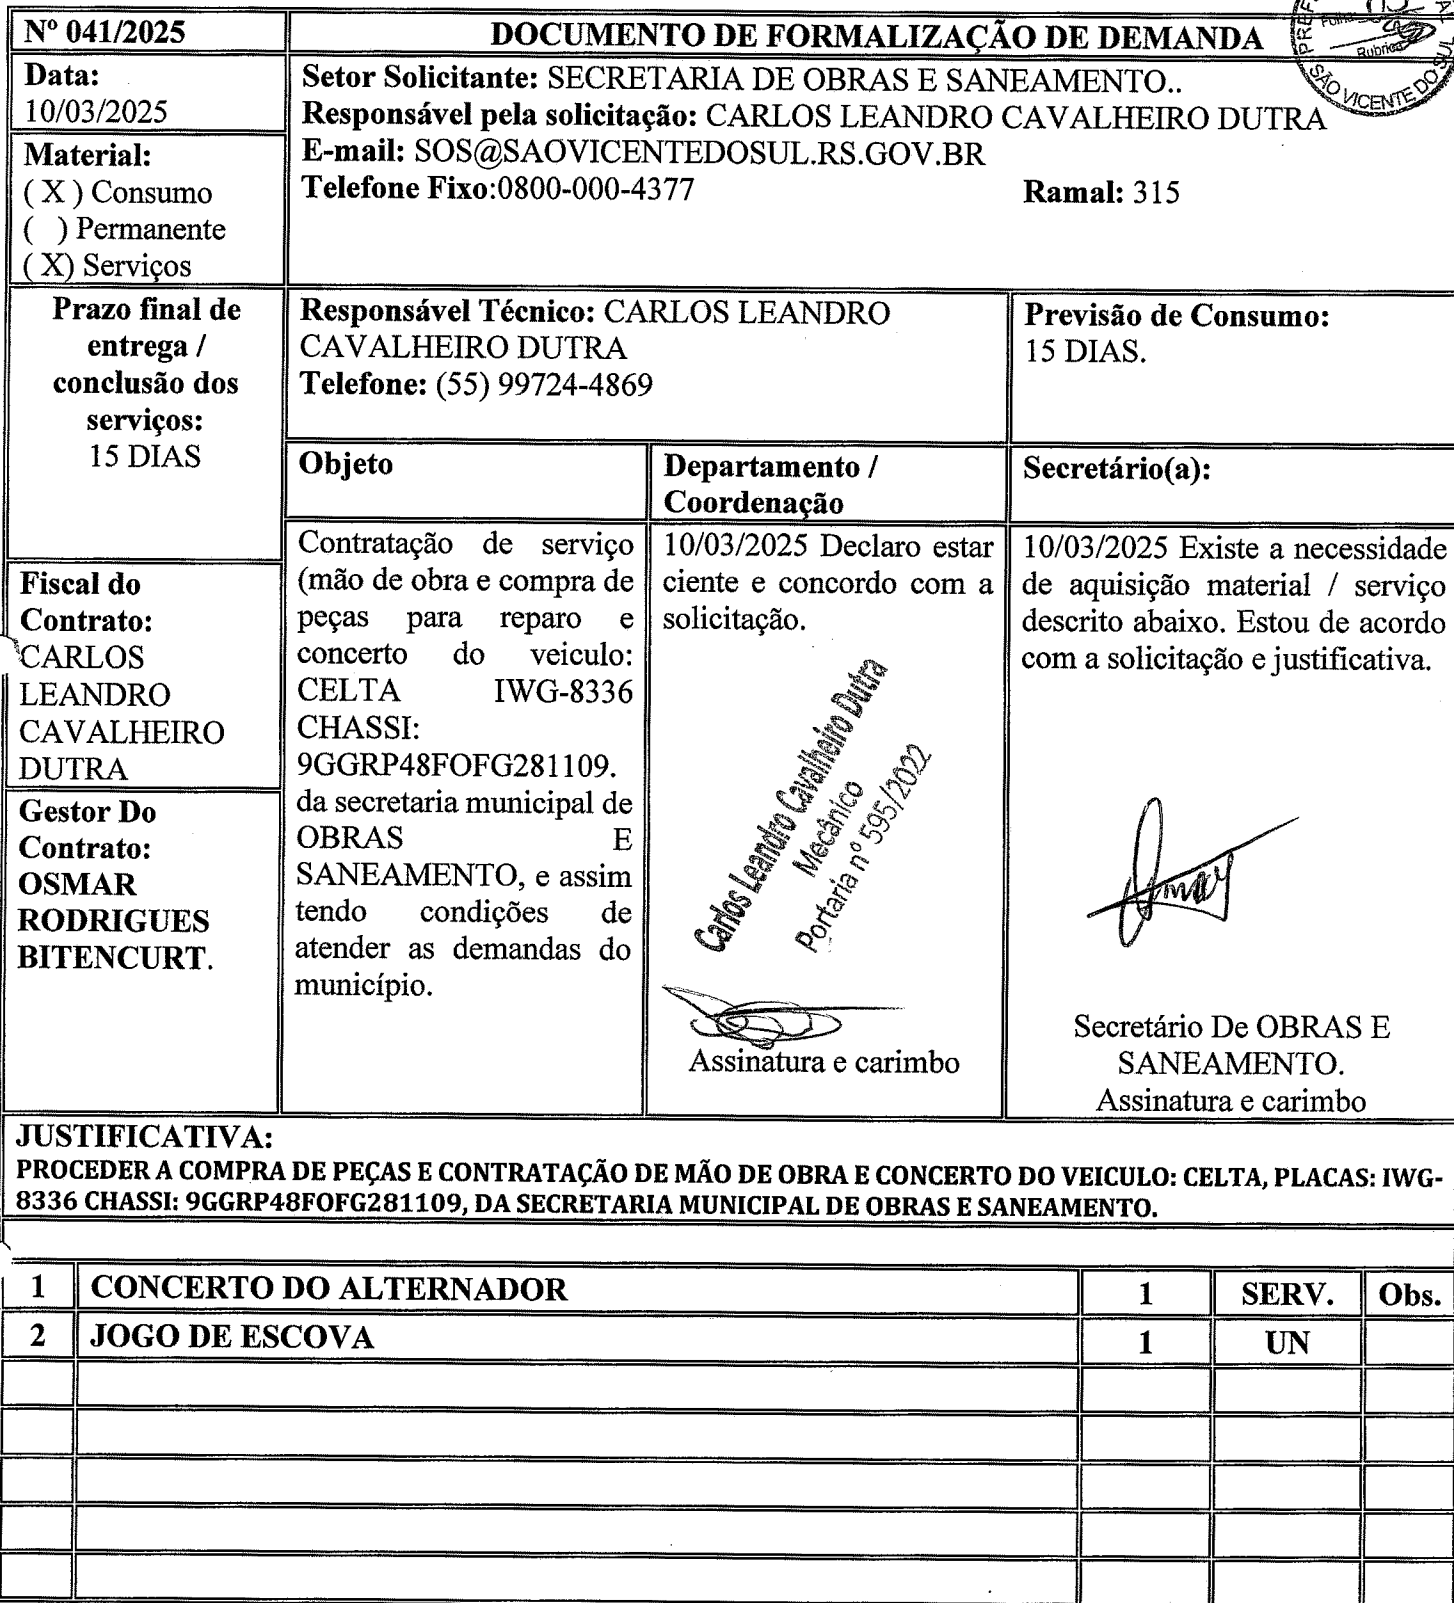 Nº 041/2025
DOCUMENTO DE FORMALIZAÇÃO DE DEMANDA
Folha:
Rubrica
SÃO VICENTE DO SUL
Data:
10/03/2025
Material:
( X ) Consumo
(   ) Permanente
( X) Serviços
Setor Solicitante: SECRETARIA DE OBRAS E SANEAMENTO..
Responsável pela solicitação: CARLOS LEANDRO CAVALHEIRO DUTRA
E-mail: SOS@SAOVICENTEDOSUL.RS.GOV.BR
Telefone Fixo:0800-000-4377 Ramal: 315
Prazo final de
entrega /
conclusão dos
serviços:
15 DIAS
Responsável Técnico: CARLOS LEANDRO
CAVALHEIRO DUTRA
Telefone: (55) 99724-4869
Previsão de Consumo:
15 DIAS.
Objeto
Departamento /
Coordenação
Secretário(a):
Fiscal do
Contrato:
CARLOS
LEANDRO
CAVALHEIRO
DUTRA
Gestor Do
Contrato:
OSMAR
RODRIGUES
BITENCURT.
Contratação de serviço
(mão de obra e compra de
peças para reparo e
concerto do veiculo:
CELTA IWG-8336
CHASSI:
9GGRP48FOFG281109.
da secretaria municipal de
OBRAS E
SANEAMENTO, e assim
tendo condições de
atender as demandas do
município.
10/03/2025 Declaro estar
ciente e concordo com a
solicitação.
Carlos Leandro Cavalheiro Dutra
Mecânico
Portaria nº 595/2022
Assinatura e carimbo
10/03/2025 Existe a necessidade
de aquisição material / serviço
descrito abaixo. Estou de acordo
com a solicitação e justificativa.
Secretário De OBRAS E
SANEAMENTO.
Assinatura e carimbo
JUSTIFICATIVA:
PROCEDER A COMPRA DE PEÇAS E CONTRATAÇÃO DE MÃO DE OBRA E CONCERTO DO VEICULO: CELTA, PLACAS: IWG-
8336 CHASSI: 9GGRP48FOFG281109, DA SECRETARIA MUNICIPAL DE OBRAS E SANEAMENTO.
1 CONCERTO DO ALTERNADOR 1 SERV. Obs.
2 JOGO DE ESCOVA 1 UN